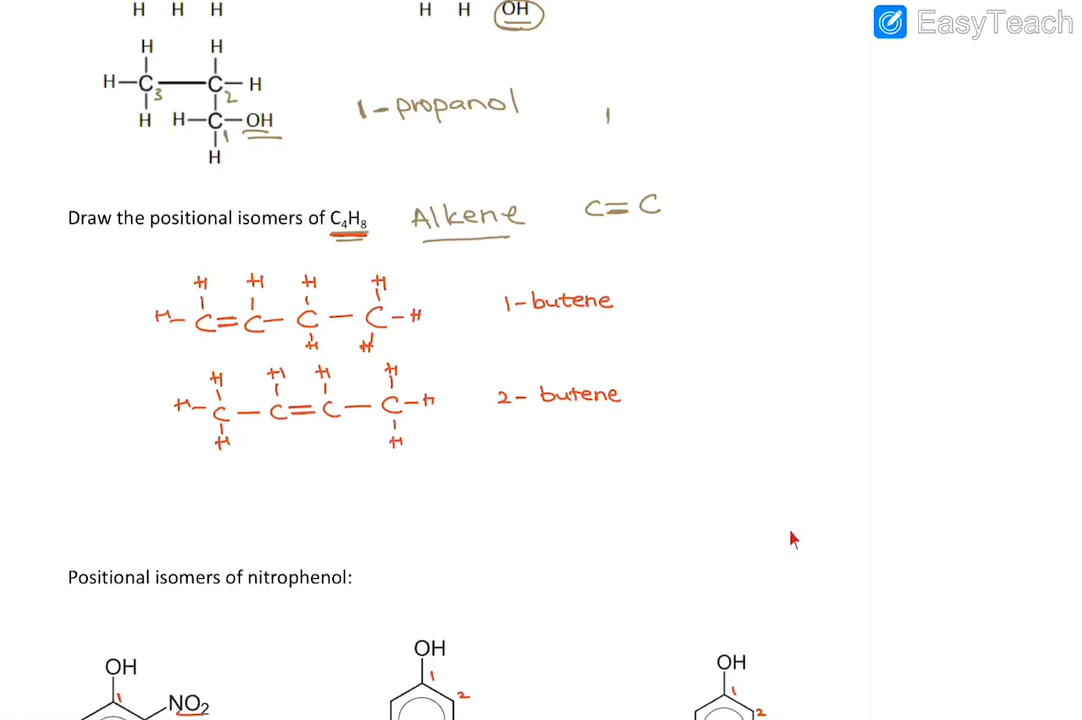 H H H H H OH
EasyTeach
H H
H–C—C–H
3 2
H H–C–OH
1
H
1-propanol 1
Draw the positional isomers of C₄H₈ Alkene C=C
H H H H
H–C=C–C–C–H
H H
1-butene
H H H H
H–C–C=C–C–H
H H
2- butene
Positional isomers of nitrophenol:
OH OH OH
1 NO₂ 1 2 1 2